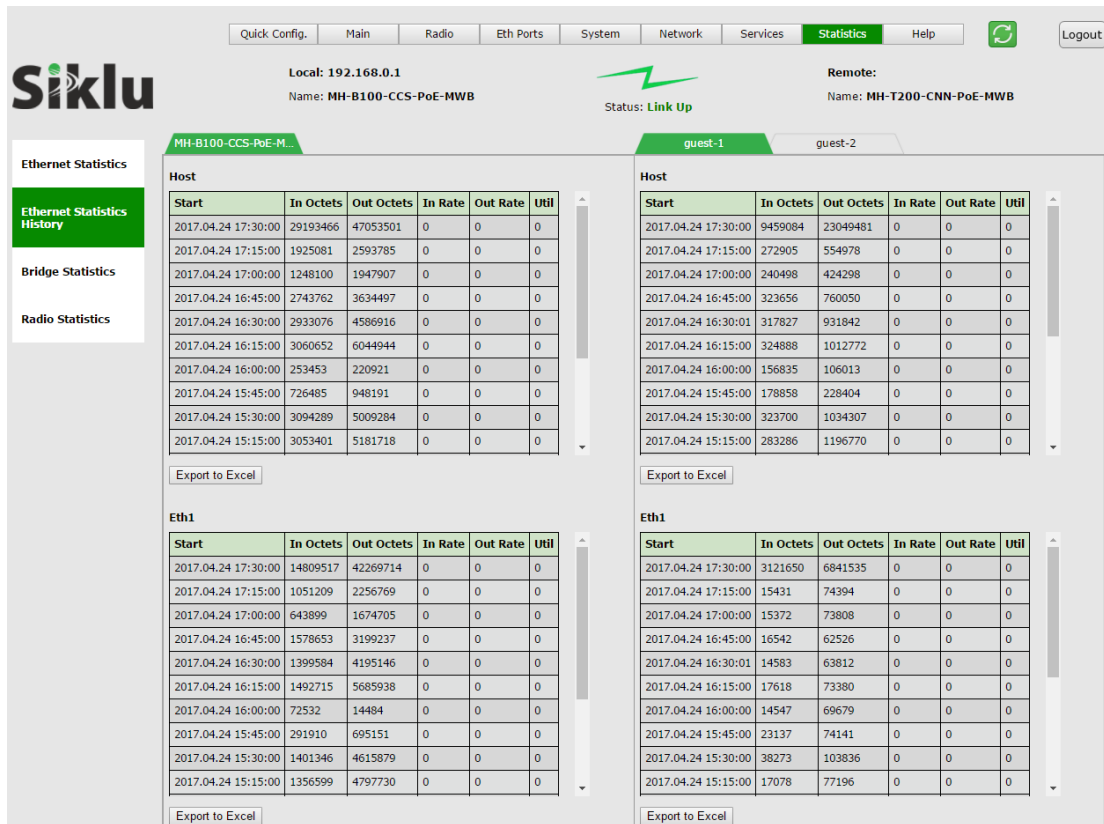 Quick Config. Main Radio Eth Ports System Network Services Statistics Help Logout
Siklu
Local: 192.168.0.1
Name: MH-B100-CCS-PoE-MWB
Status: Link Up
Remote:
Name: MH-T200-CNN-PoE-MWB
Ethernet Statistics
Ethernet Statistics
History
Bridge Statistics
Radio Statistics
MH-B100-CCS-PoE-M...
Host
Start In Octets Out Octets In Rate Out Rate Util
2017.04.24 17:30:00 29193466 47053501 0 0 0
2017.04.24 17:15:00 1925081 2593785 0 0 0
2017.04.24 17:00:00 1248100 1947907 0 0 0
2017.04.24 16:45:00 2743762 3634497 0 0 0
2017.04.24 16:30:00 2933076 4586916 0 0 0
2017.04.24 16:15:00 3060652 6044944 0 0 0
2017.04.24 16:00:00 253453 220921 0 0 0
2017.04.24 15:45:00 726485 948191 0 0 0
2017.04.24 15:30:00 3094289 5009284 0 0 0
2017.04.24 15:15:00 3053401 5181718 0 0 0
Export to Excel
Eth1
Start In Octets Out Octets In Rate Out Rate Util
2017.04.24 17:30:00 14809517 42269714 0 0 0
2017.04.24 17:15:00 1051209 2256769 0 0 0
2017.04.24 17:00:00 643899 1674705 0 0 0
2017.04.24 16:45:00 1578653 3199237 0 0 0
2017.04.24 16:30:00 1399584 4195146 0 0 0
2017.04.24 16:15:00 1492715 5685938 0 0 0
2017.04.24 16:00:00 72532 14484 0 0 0
2017.04.24 15:45:00 291910 695151 0 0 0
2017.04.24 15:30:00 1401346 4615879 0 0 0
2017.04.24 15:15:00 1356599 4797730 0 0 0
Export to Excel
guest-1 guest-2
Host
Start In Octets Out Octets In Rate Out Rate Util
2017.04.24 17:30:00 9459084 23049481 0 0 0
2017.04.24 17:15:00 272905 554978 0 0 0
2017.04.24 17:00:00 240498 424298 0 0 0
2017.04.24 16:45:00 323656 760050 0 0 0
2017.04.24 16:30:01 317827 931842 0 0 0
2017.04.24 16:15:00 324888 1012772 0 0 0
2017.04.24 16:00:00 156835 106013 0 0 0
2017.04.24 15:45:00 178858 228404 0 0 0
2017.04.24 15:30:00 323700 1034307 0 0 0
2017.04.24 15:15:00 283286 1196770 0 0 0
Export to Excel
Eth1
Start In Octets Out Octets In Rate Out Rate Util
2017.04.24 17:30:00 3121650 6841535 0 0 0
2017.04.24 17:15:00 15431 74394 0 0 0
2017.04.24 17:00:00 15372 73808 0 0 0
2017.04.24 16:45:00 16542 62526 0 0 0
2017.04.24 16:30:01 14583 63812 0 0 0
2017.04.24 16:15:00 17618 73380 0 0 0
2017.04.24 16:00:00 14547 69679 0 0 0
2017.04.24 15:45:00 23137 74141 0 0 0
2017.04.24 15:30:00 38273 103836 0 0 0
2017.04.24 15:15:00 17078 77196 0 0 0
Export to Excel